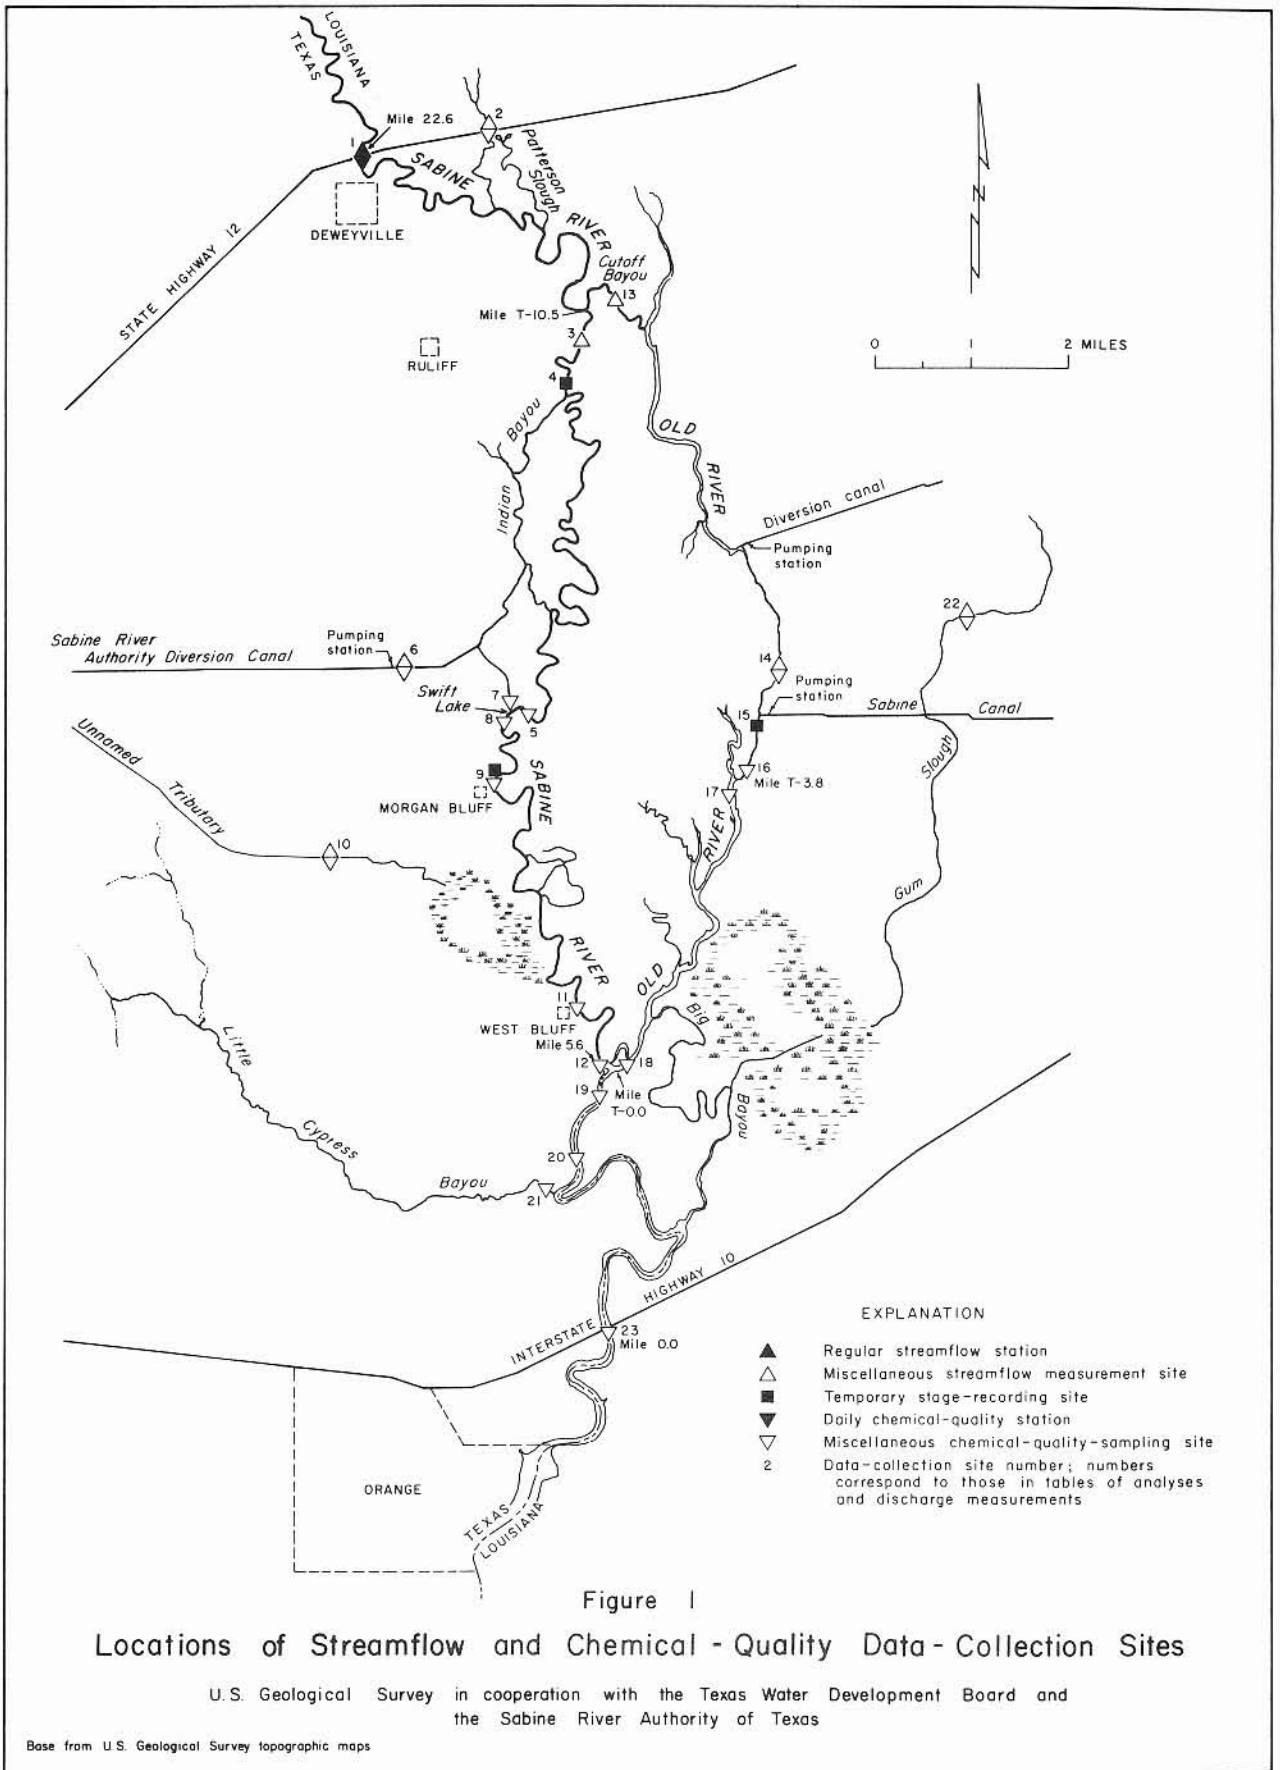 LOUISIANA
TEXAS
Mile 22.6
1
2
SABINE
Patterson
Slough
RIVER
DEWEYVILLE
STATE HIGHWAY 12
Cutoff
Bayou
13
Mile T-10.5
3
N
0 1 2 MILES
RULIFF
4
Bayou
OLD
RIVER
Indian
Diversion canal
Pumping
station
22
Sabine River
Authority Diversion Canal
Pumping
station
6
14
Pumping
station
Swift
Lake
7
8
5
15
Sabine Canal
Unnamed
Tributary
9
SABINE
16
Mile T-3.8
17
Slough
MORGAN BLUFF
RIVER
10
Gum
RIVER
OLD
11
Big
WEST BLUFF
Mile 5.6
12
18
Little
19
Mile
T-0.0
Bayou
Cypress
20
Bayou
21
HIGHWAY 10
INTERSTATE
23
Mile 0.0
EXPLANATION
Regular streamflow station
Miscellaneous streamflow measurement site
Temporary stage-recording site
Daily chemical-quality station
Miscellaneous chemical-quality-sampling site
2 Data-collection site number; numbers
correspond to those in tables of analyses
and discharge measurements
ORANGE
TEXAS
LOUISIANA
Figure 1
Locations of Streamflow and Chemical - Quality Data - Collection Sites
U.S. Geological Survey in cooperation with the Texas Water Development Board and
the Sabine River Authority of Texas
Base from U.S. Geological Survey topographic maps